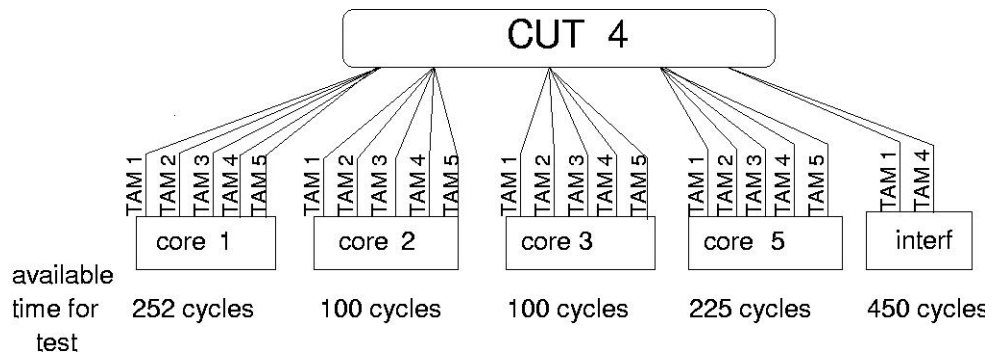 CUT 4
TAM 1 TAM 2 TAM 3 TAM 4 TAM 5 TAM 1 TAM 2 TAM 3 TAM 4 TAM 5 TAM 1 TAM 2 TAM 3 TAM 4 TAM 5 TAM 1 TAM 2 TAM 3 TAM 4 TAM 5 TAM 1 TAM 4
core 1 core 2 core 3 core 5 interf
available
time for 252 cycles 100 cycles 100 cycles 225 cycles 450 cycles
test